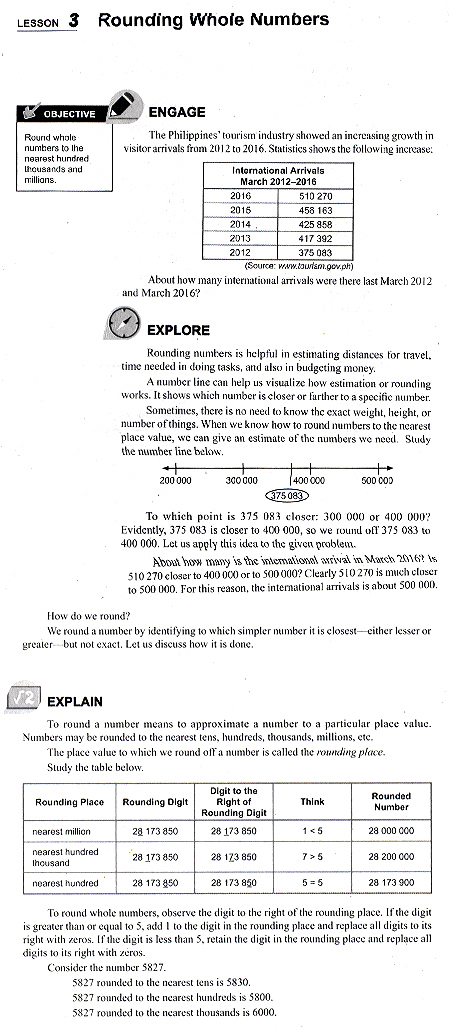 LESSON 3 Rounding Whole Numbers
OBJECTIVE
Round whole
numbers to the
nearest hundred
thousands and
millions.
ENGAGE
The Philippines' tourism industry showed an increasing growth in
visitor arrivals from 2012 to 2016. Statistics shows the following increase:
International Arrivals
March 2012–2016
2016 510 270
2015 456 163
2014 425 858
2013 417 392
2012 375 083
(Source: www.tourism.gov.ph)
About how many international arrivals were there last March 2012
and March 2016?
EXPLORE
Rounding numbers is helpful in estimating distances for travel,
time needed in doing tasks, and also in budgeting money.
A number line can help us visualize how estimation or rounding
works. It shows which number is closer or farther to a specific number.
Sometimes, there is no need to know the exact weight, height, or
number of things. When we know how to round numbers to the nearest
place value, we can give an estimate of the numbers we need. Study
the number line below.
200 000 300 000 400 000 500 000
375 083
To which point is 375 083 closer: 300 000 or 400 000?
Evidently, 375 083 is closer to 400 000, so we round off 375 083 to
400 000. Let us apply this idea to the given problem.
About how many is the international arrival in March 2016? Is
510 270 closer to 400 000 or to 500 000? Clearly 510 270 is much closer
to 500 000. For this reason, the international arrivals is about 500 000.
How do we round?
We round a number by identifying to which simpler number it is closest—either lesser or
greater—but not exact. Let us discuss how it is done.
√2 EXPLAIN
To round a number means to approximate a number to a particular place value.
Numbers may be rounded to the nearest tens, hundreds, thousands, millions, etc.
The place value to which we round off a number is called the rounding place.
Study the table below.
Rounding Place Rounding Digit Digit to the Right of Rounding Digit Think Rounded Number
nearest million 28 173 850 28 173 850 1 < 5 28 000 000
nearest hundred thousand 28 173 850 28 173 850 7 > 5 28 200 000
nearest hundred 28 173 850 28 173 850 5 = 5 28 173 900
To round whole numbers, observe the digit to the right of the rounding place. If the digit
is greater than or equal to 5, add 1 to the digit in the rounding place and replace all digits to its
right with zeros. If the digit is less than 5, retain the digit in the rounding place and replace all
digits to its right with zeros.
Consider the number 5827.
5827 rounded to the nearest tens is 5830.
5827 rounded to the nearest hundreds is 5800.
5827 rounded to the nearest thousands is 6000.